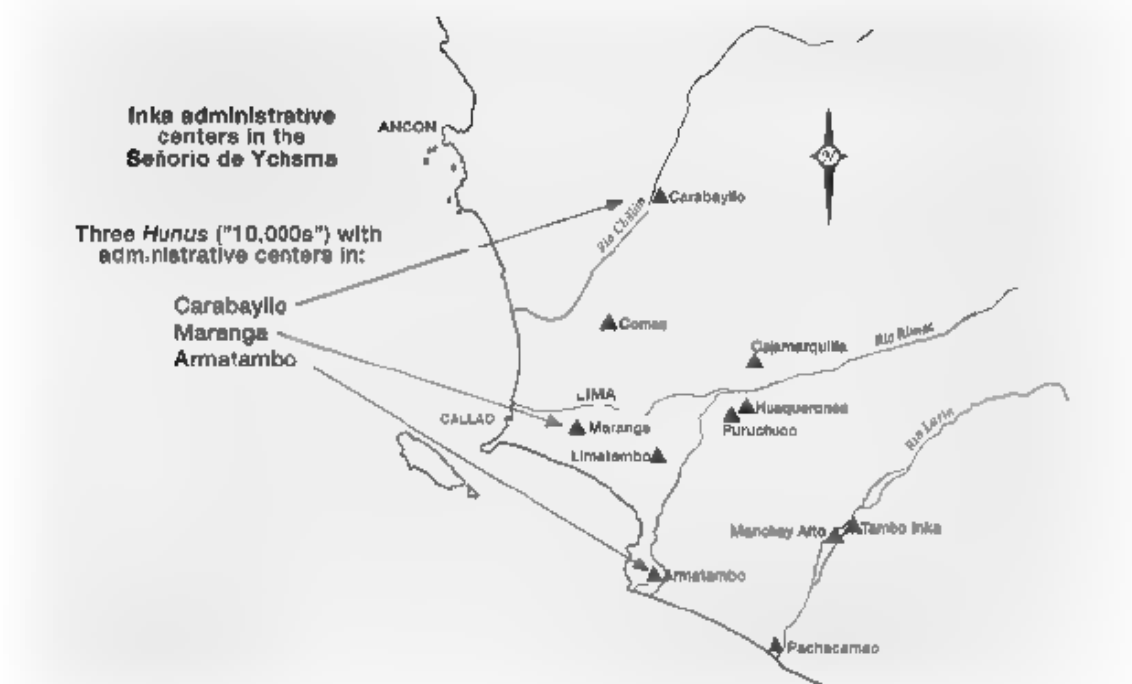 Inka administrative
centers in the
Señorio de Ychsma
ANCON
Carabayllo
Rio Chillón
Three Hunus ("10,000s") with
administrative centers in:
Carabayllo
Maranga
Armatambo
Comas
Cajamarquilla
Rio Rimac
LIMA
CALLAO
Maranga
Huaquerones
Puruchuco
Limatambo
Rio Lurin
Manchay Alto
Tambo Inka
Armatambo
Pachacamac